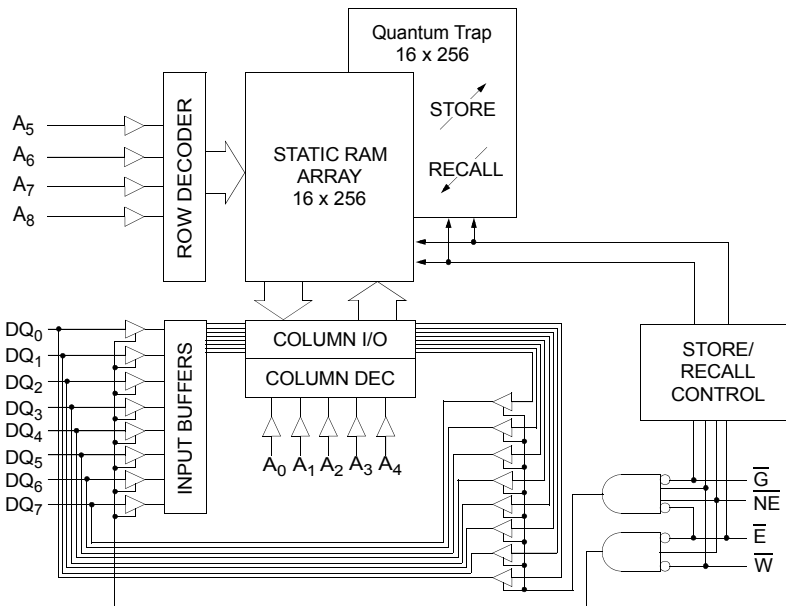 Quantum Trap
16 x 256
STORE
RECALL
A5
A6
A7
A8
ROW DECODER
STATIC RAM
ARRAY
16 x 256
DQ0
DQ1
DQ2
DQ3
DQ4
DQ5
DQ6
DQ7
INPUT BUFFERS
COLUMN I/O
COLUMN DEC
A0 A1 A2 A3 A4
STORE/
RECALL
CONTROL
G̅
N̅E̅
E̅
W̅